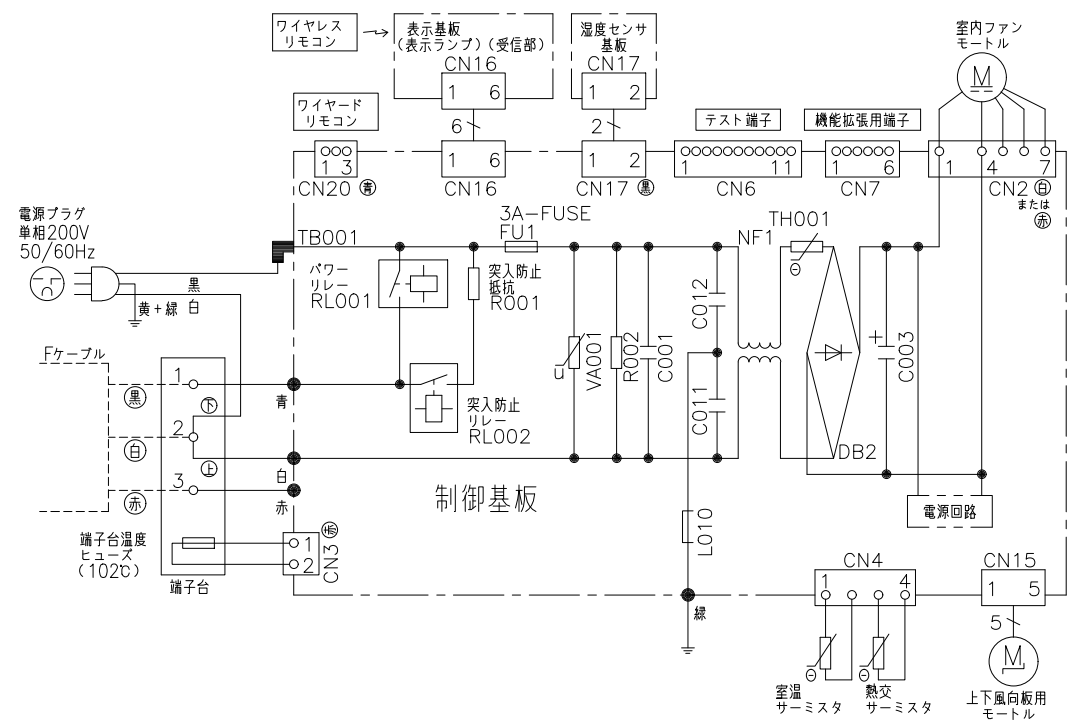 ワイヤレス
リモコン
表示基板
(表示ランプ)(受信部)
CN16
1 6
6
1 6
CN16
湿度センサ
基板
CN17
1 2
2
1 2
CN17 黒
ワイヤード
リモコン
1 3
CN20 青
テスト端子
1 11
CN6
機能拡張用端子
1 6
CN7
室内ファン
モートル
M
1 4 7
CN2 白
または
赤
電源プラグ
単相200V
50/60Hz
黒
黄+緑 白
TB001
パワー
リレー
RL001
3A-FUSE
FU1
突入防止
抵抗
R001
突入防止
リレー
RL002
u
VA001
R002
C001
C012
C011
NF1
TH001
DB2
+
C003
電源回路
L010
緑
制御基板
Fケーブル
黒
白
赤
1
2
3
下
上
青
白
赤
端子台温度
ヒューズ
(102℃)
端子台
1
2
CN3 赤
CN4
1 4
室温
サーミスタ
熱交
サーミスタ
CN15
1 5
5
M
上下風向板用
モートル